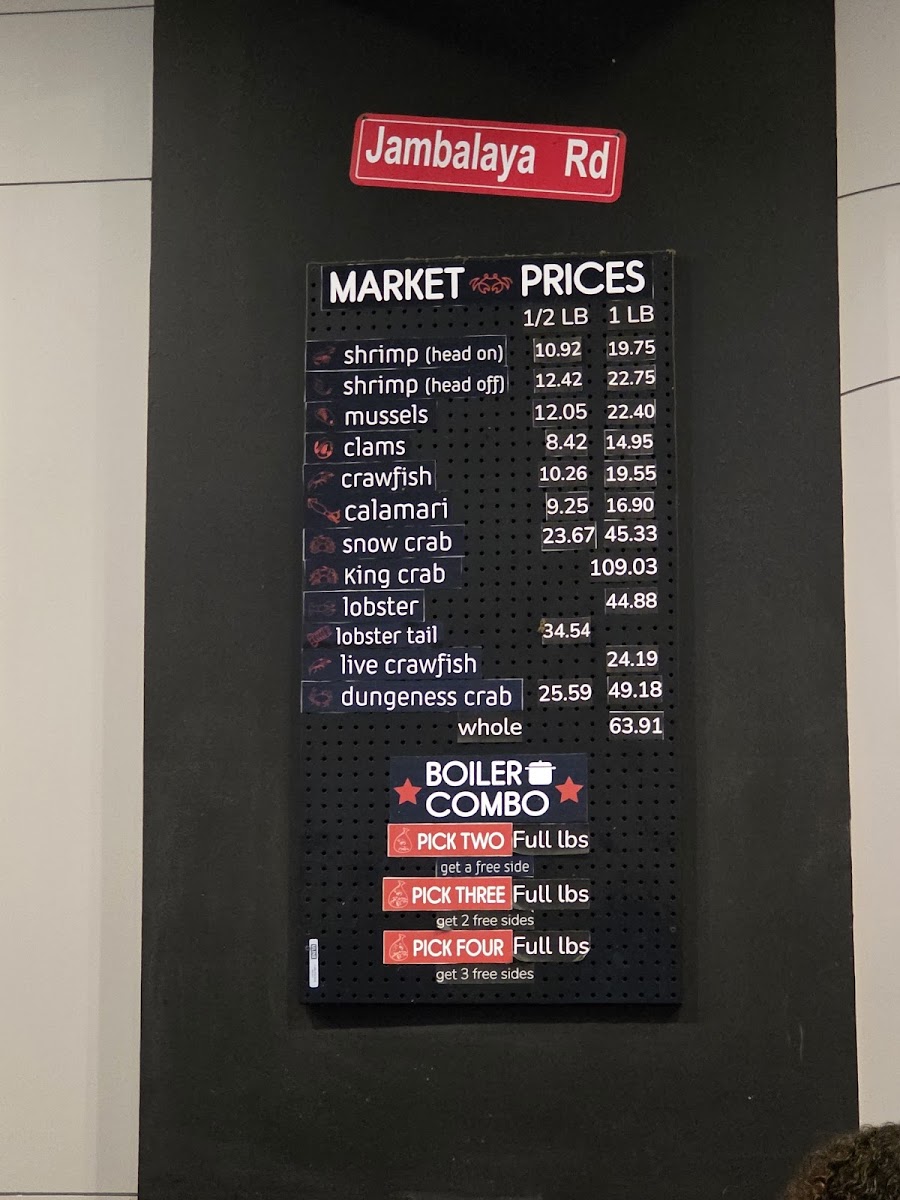 Jambalaya Rd
MARKET PRICES
1/2 LB 1 LB
shrimp (head on) 10.92 19.75
shrimp (head off) 12.42 22.75
mussels 12.05 22.40
clams 8.42 14.95
crawfish 10.26 19.55
calamari 9.25 16.90
snow crab 23.67 45.33
King crab 109.03
lobster 44.88
lobster tail 34.54
live crawfish 24.19
dungeness crab 25.59 49.18
whole 63.91
BOILER
COMBO
PICK TWO Full lbs
get a free side
PICK THREE Full lbs
get 2 free sides
PICK FOUR Full lbs
get 3 free sides